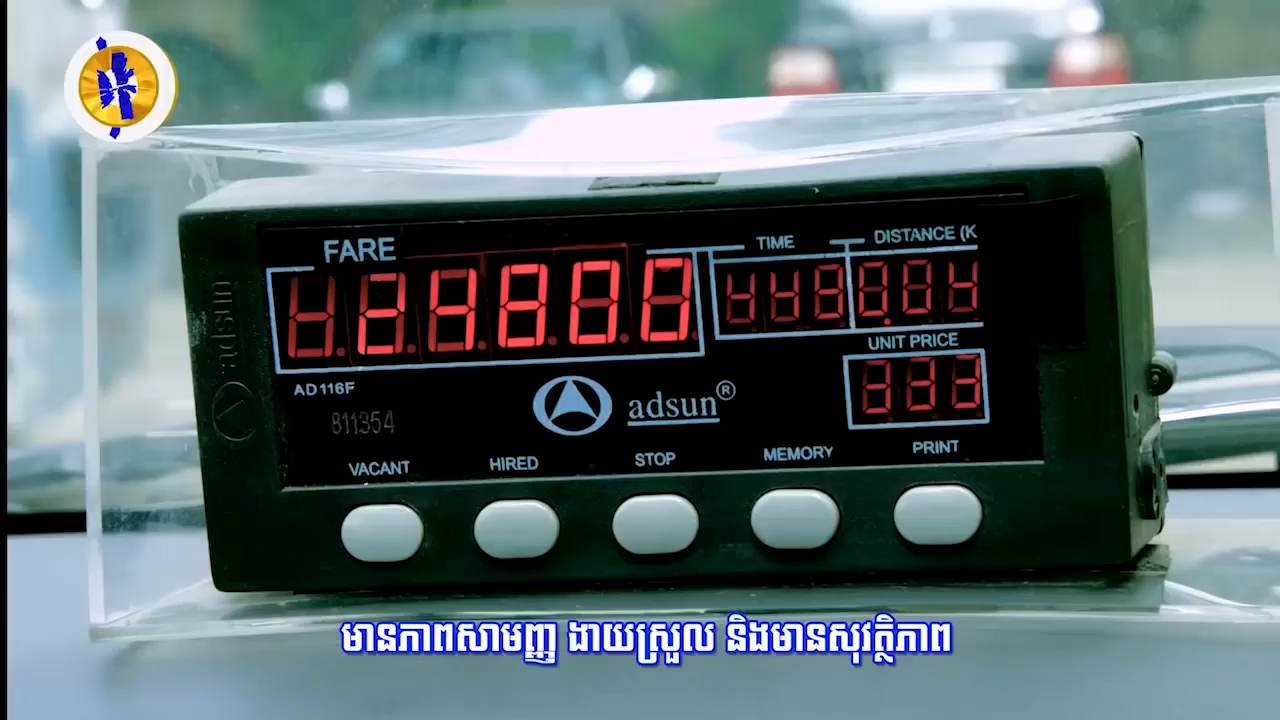 FARE
TIME
DISTANCE (K
UNIT PRICE
adsun
AD116F
811354
adsun®
VACANT
HIRED
STOP
MEMORY
PRINT
មានភាពសាមញ្ញ ងាយស្រួល និងមានសុវត្ថិភាព